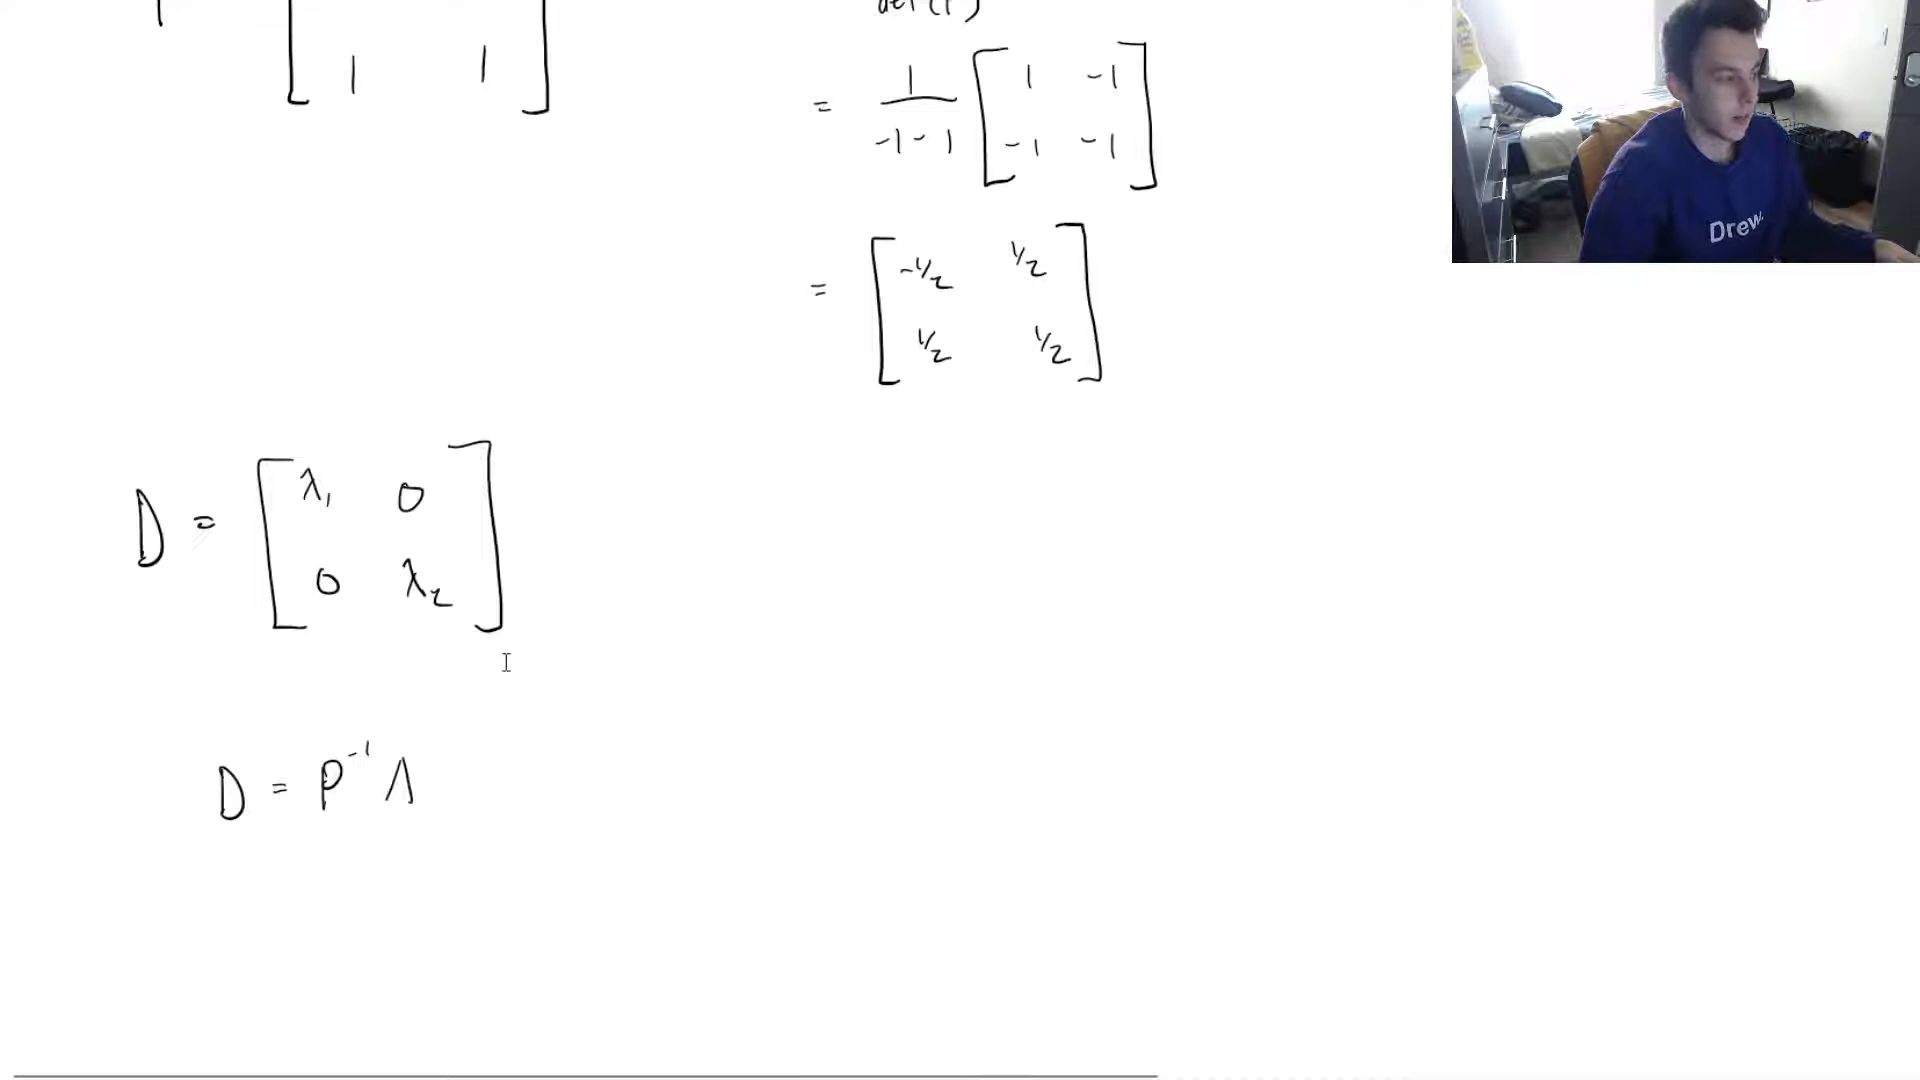 1 1
det(P)
= 1/(-1 - 1) [ 1 -1
-1 -1 ]
= [ -1/2 1/2
1/2 1/2 ]
D = [ λ₁ 0
0 λ₂ ]
D = P⁻¹ Λ
Drew.